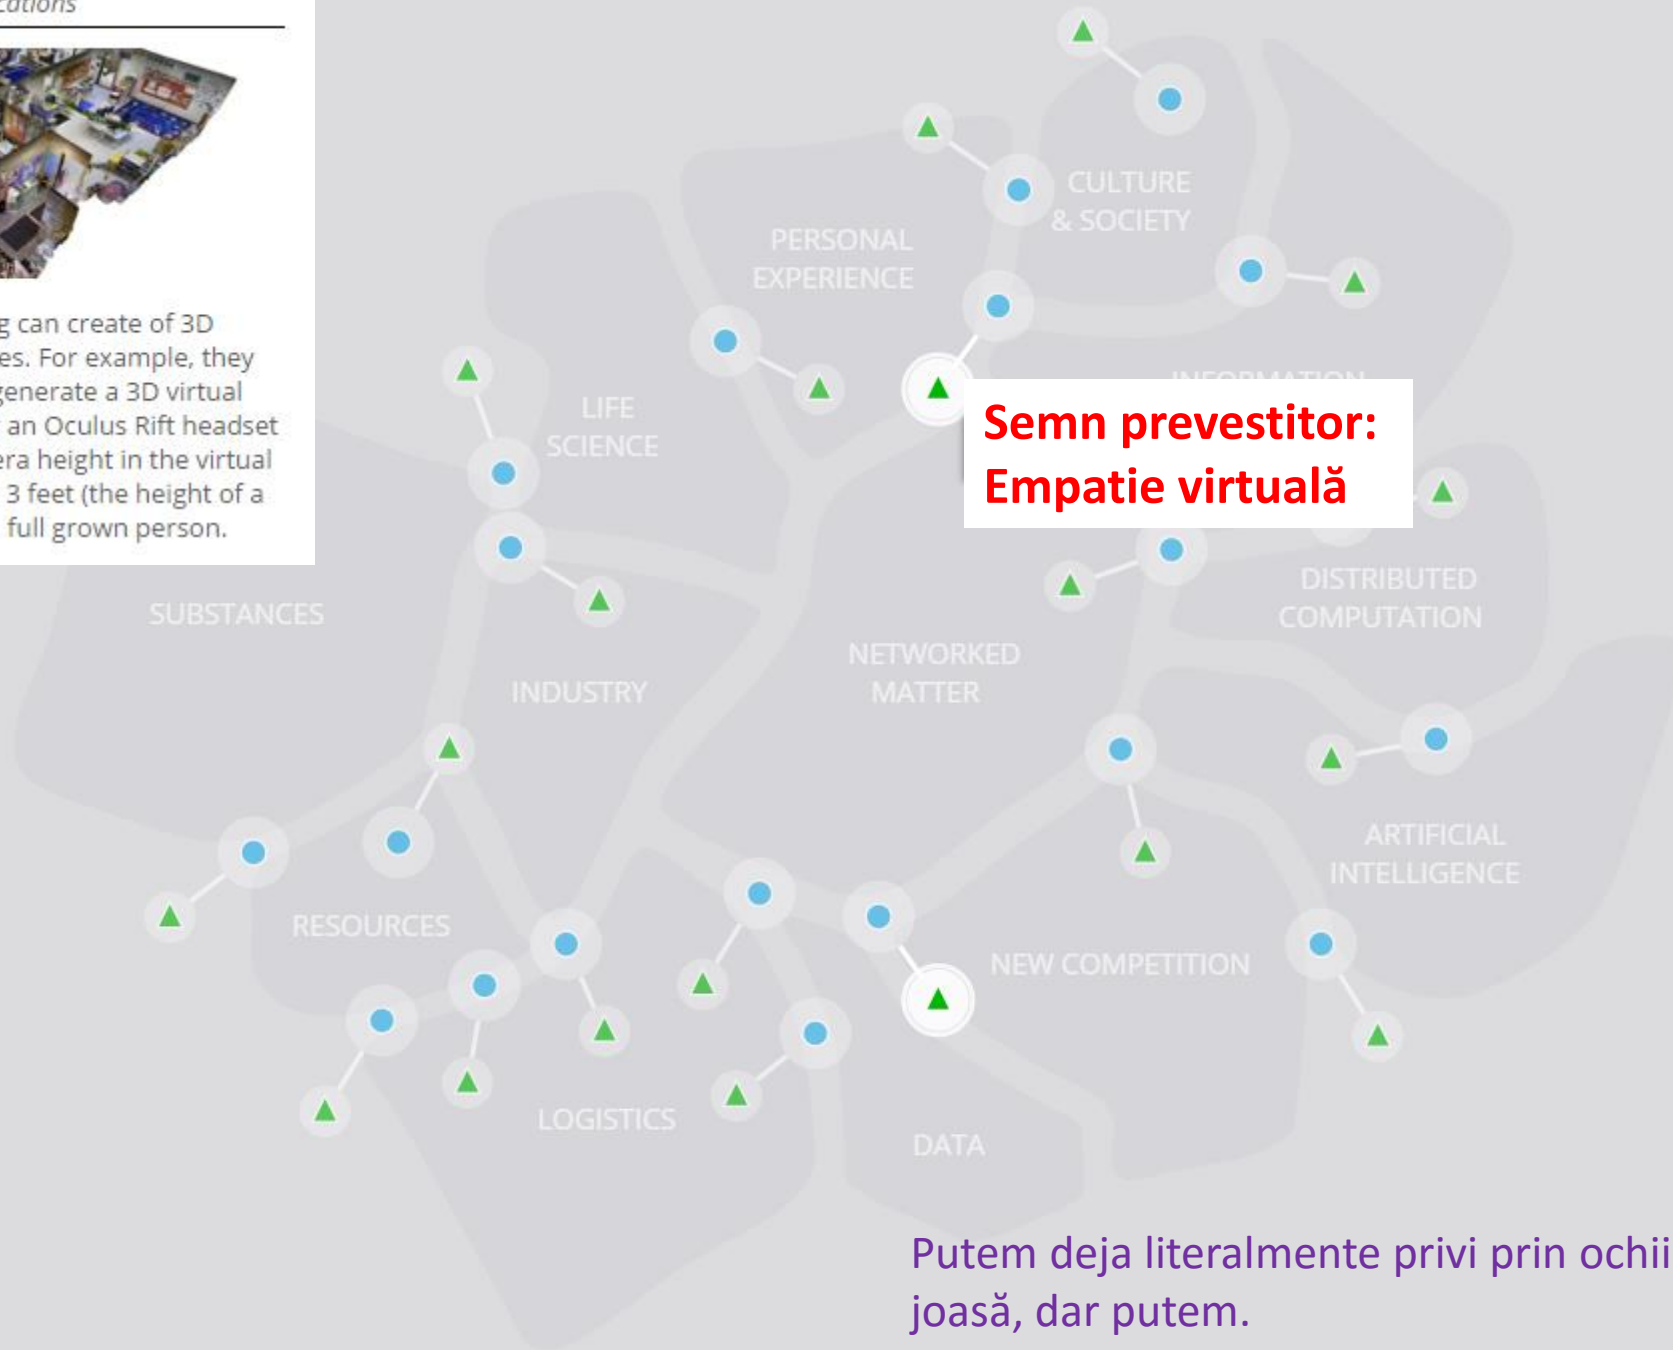 cations
g can create of 3D
es. For example, they
generate a 3D virtual
an Oculus Rift headset
era height in the virtual
3 feet (the height of a
full grown person.
CULTURE
& SOCIETY
PERSONAL
EXPERIENCE
INFORMATION
LIFE
SCIENCE
Semn prevestitor:
Empatie virtuală
SUBSTANCES
DISTRIBUTED
COMPUTATION
NETWORKED
MATTER
INDUSTRY
ARTIFICIAL
INTELLIGENCE
RESOURCES
NEW COMPETITION
LOGISTICS
DATA
Putem deja literalmente privi prin ochii
joasă, dar putem.